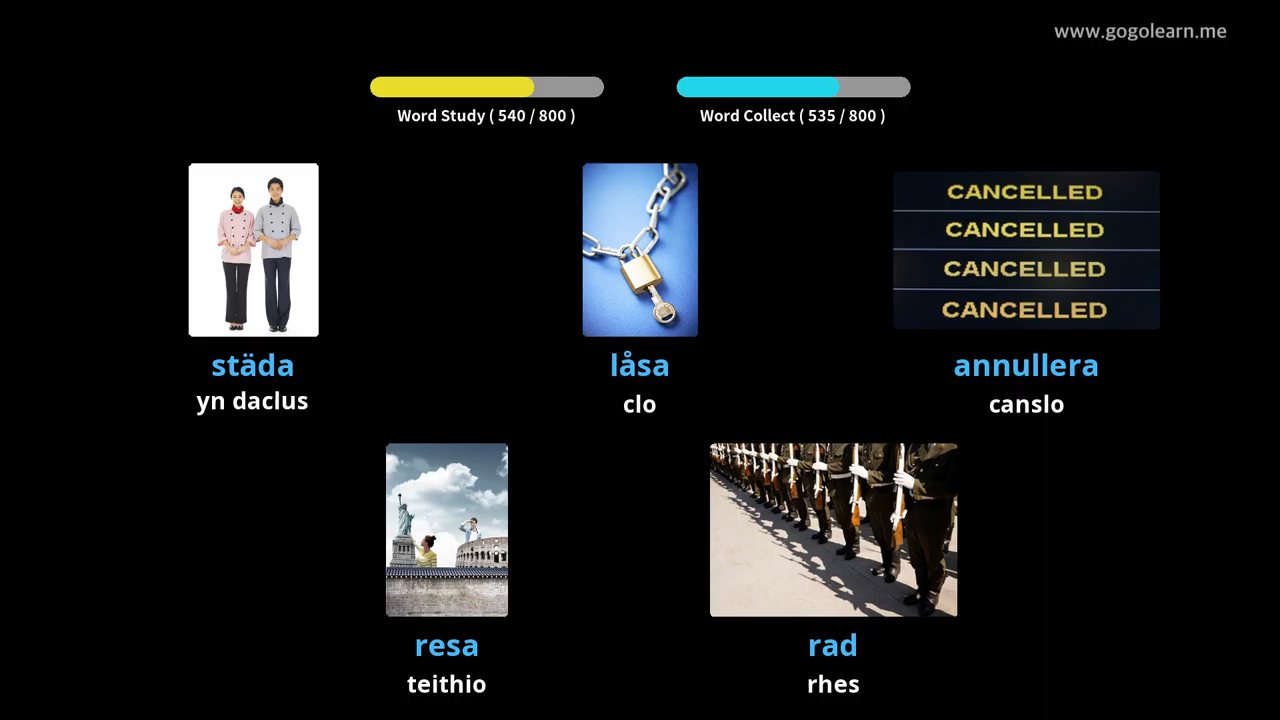 www.gogolearn.me
Word Study ( 540 / 800 )
Word Collect ( 535 / 800 )
CANCELLED
CANCELLED
CANCELLED
CANCELLED
städa
låsa
annullera
yn daclus
clo
canslo
resa
rad
teithio
rhes